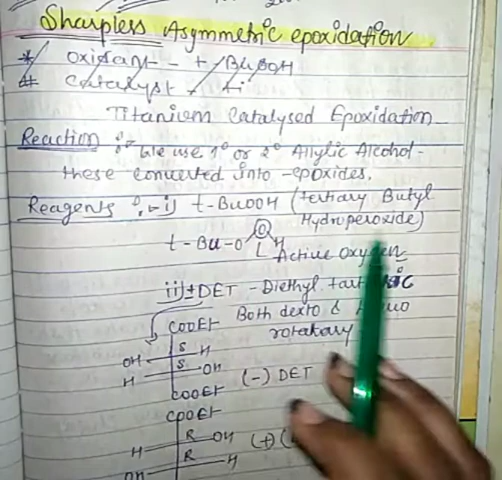 Sharpless Asymmetric epoxidation
* Oxidant - t/BuOOH
# Catalyst - Ti
Titanium Catalysed Epoxidation
Reaction :- We use 1° or 2° Allylic Alcohol-
these converted into -epoxides.
Reagents :- i) t-BuOOH (tertiary Butyl
Hydroperoxide)
t-Bu-O O H
Active oxygen
ii) ± DET - Diethyl
Both dexto &
rotatary
COOEt
S H
OH S
H OH
COOEt (-) DET
COOEt
H R OH (+)
R H
OH